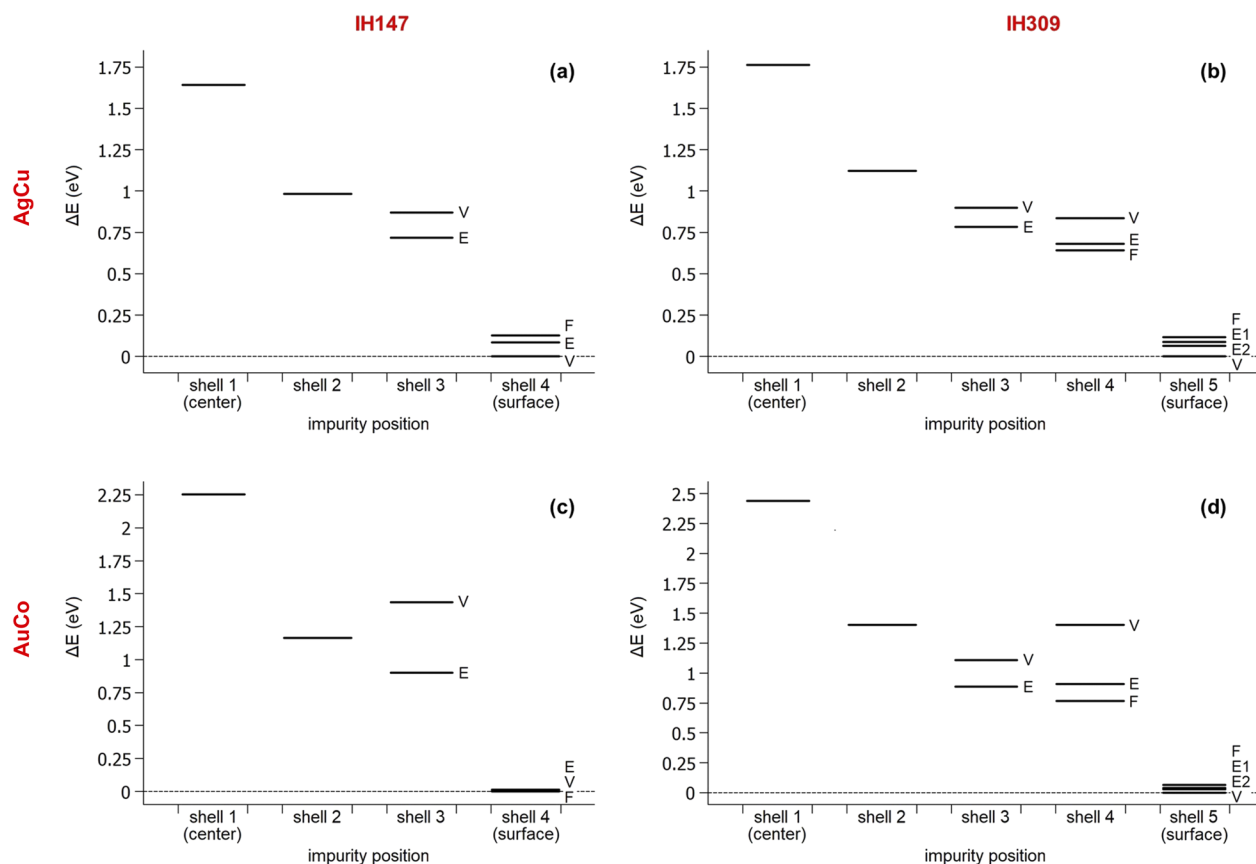 IH147
IH309
AgCu
(a)
ΔE (eV)
1.75
1.5
1.25
1
0.75
0.5
0.25
0
V
E
F
E
V
shell 1
(center)
shell 2
shell 3
shell 4
(surface)
impurity position
(b)
ΔE (eV)
1.75
1.5
1.25
1
0.75
0.5
0.25
0
V
E
V
E
F
F
E1
E2
V
shell 1
(center)
shell 2
shell 3
shell 4
shell 5
(surface)
impurity position
AuCo
(c)
ΔE (eV)
2.25
2
1.75
1.5
1.25
1
0.75
0.5
0.25
0
V
E
E
V
F
shell 1
(center)
shell 2
shell 3
shell 4
(surface)
impurity position
(d)
ΔE (eV)
2.5
2.25
2
1.75
1.5
1.25
1
0.75
0.5
0.25
0
V
E
V
E
F
F
E1
E2
V
shell 1
(center)
shell 2
shell 3
shell 4
shell 5
(surface)
impurity position